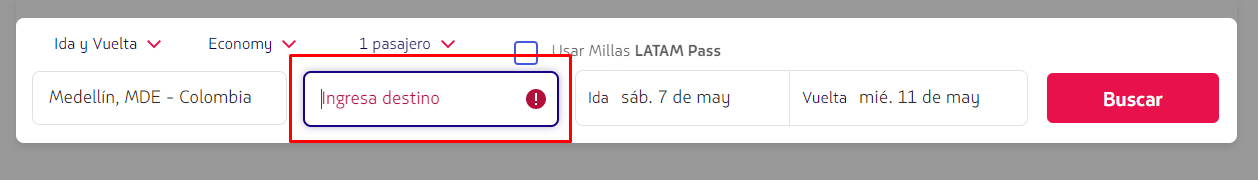 Ida y Vuelta Economy 1 pasajero Usar Millas LATAM Pass
Medellín, MDE - Colombia Ingresa destino ! Ida sáb. 7 de may Vuelta mié. 11 de may Buscar